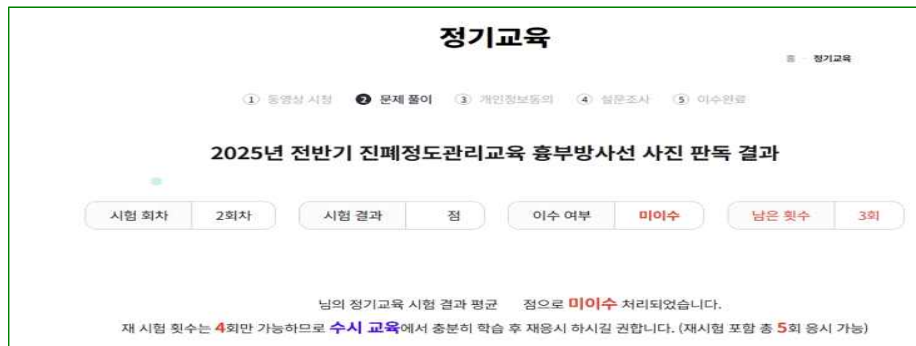 정기교육
홈 - 정기교육
① 동영상 시청 ❷ 문제 풀이 ③ 개인정보동의 ④ 설문조사 ⑤ 이수완료
2025년 전반기 진폐정도관리교육 흉부방사선 사진 판독 결과
시험 회차 2회차 시험 결과 점 이수 여부 미이수 남은 횟수 3회
님의 정기교육 시험 결과 평균 점으로 미이수 처리되었습니다.
재 시험 횟수는 4회만 가능하므로 수시 교육에서 충분히 학습 후 재응시 하시길 권합니다. (재시험 포함 총 5회 응시 가능)